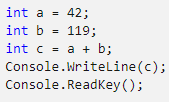 int a = 42;
int b = 119;
int c = a + b;
Console.WriteLine(c);
Console.ReadKey();